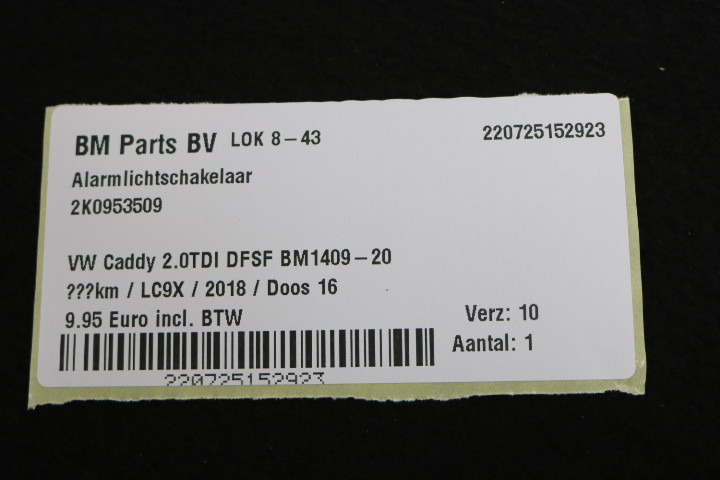 BM Parts BV LOK 8-43 220725152923
Alarmlichtschakelaar
2K0953509
VW Caddy 2.0TDI DFSF BM1409-20
???km / LC9X / 2018 / Doos 16
9.95 Euro incl. BTW Verz: 10
Aantal: 1
220725152923